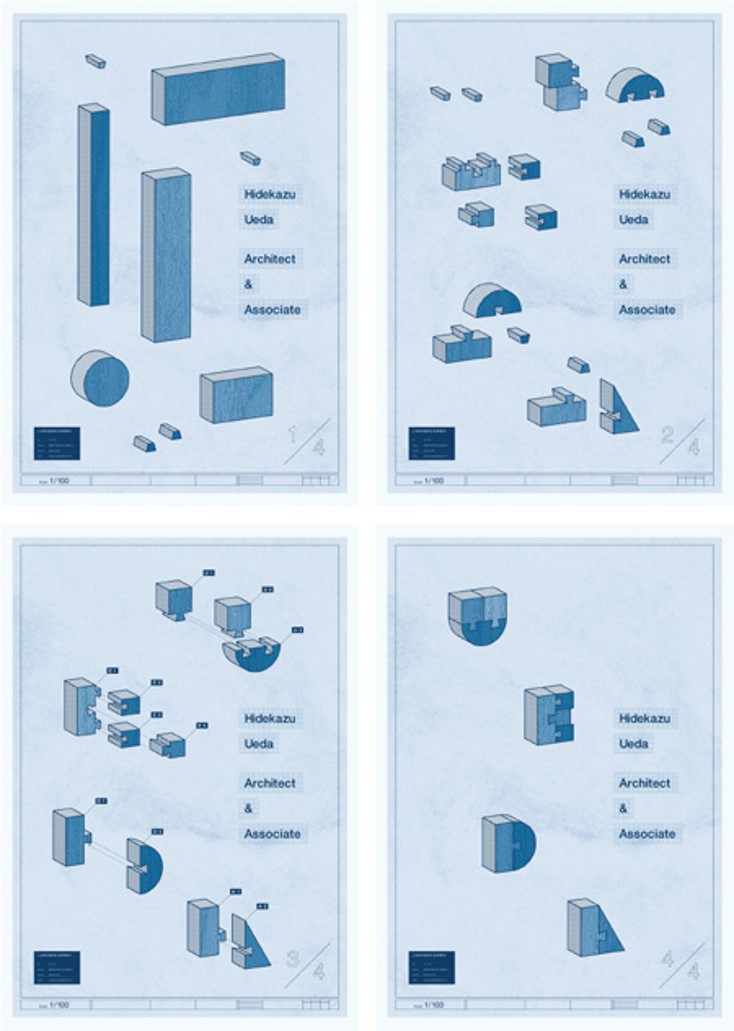 Hidekazu
Ueda
Architect
&
Associate
1/4
1/100
Hidekazu
Ueda
Architect
&
Associate
2/4
1/100
Hidekazu
Ueda
Architect
&
Associate
3/4
1/100
Hidekazu
Ueda
Architect
&
Associate
4/4
1/100